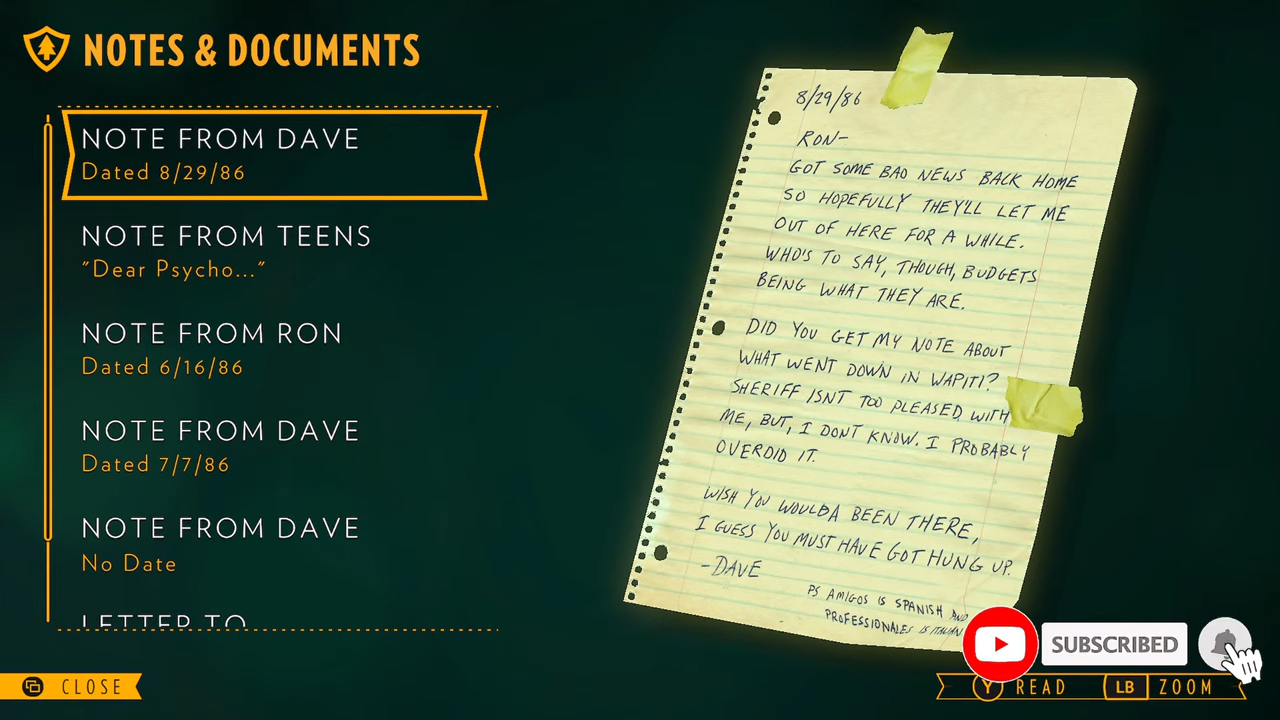 NOTES & DOCUMENTS
NOTE FROM DAVE
Dated 8/29/86
NOTE FROM TEENS
"Dear Psycho..."
NOTE FROM RON
Dated 6/16/86
NOTE FROM DAVE
Dated 7/7/86
NOTE FROM DAVE
No Date
LETTER TO
CLOSE
8/29/86
RON-
GOT SOME BAD NEWS BACK HOME
SO HOPEFULLY THEY'LL LET ME
OUT OF HERE FOR A WHILE.
WHO'S TO SAY, THOUGH, BUDGETS
BEING WHAT THEY ARE.
DID YOU GET MY NOTE ABOUT
WHAT WENT DOWN IN WAPITI?
SHERIFF ISNT TOO PLEASED WITH
ME, BUT, I DONT KNOW. I PROBABLY
OVERDID IT.
WISH YOU WOULDA BEEN THERE,
I GUESS YOU MUST HAVE GOT HUNG UP.
-DAVE
PS AMIGOS IS SPANISH AND
PROFESSIONALES IS ITALIAN
SUBSCRIBED
Y READ
LB ZOOM